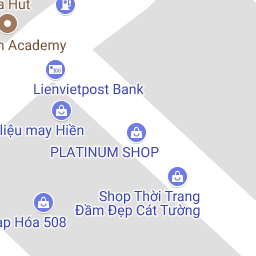 a Hut
n Academy
Lienvietpost Bank
liệu may Hiền
PLATINUM SHOP
Shop Thời Trang
Đầm Đẹp Cát Tường
ạp Hóa 508